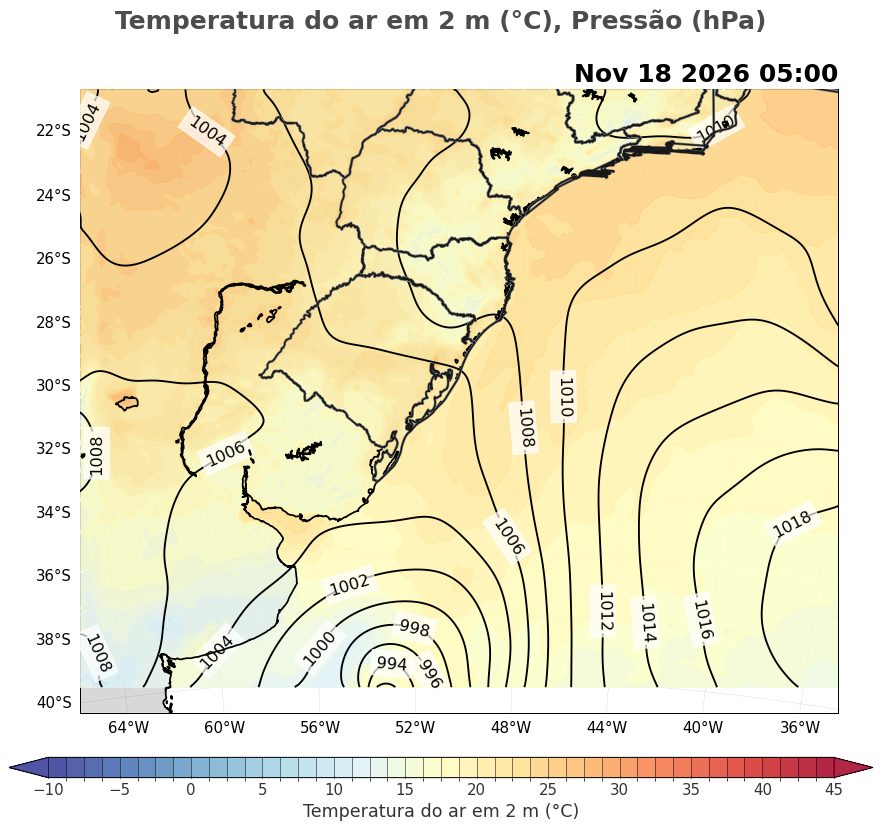 Temperatura do ar em 2 m (°C), Pressão (hPa)
Nov 18 2026 05:00
1004
1004
1010
22°S
24°S
26°S
28°S
30°S
32°S
34°S
36°S
38°S
40°S
1010
1008
1008
1006
1006
1018
1002
1012
1014
1016
998
1008
1004
1000
994
996
64°W
60°W
56°W
52°W
48°W
44°W
40°W
36°W
−10
−5
0
5
10
15
20
25
30
35
40
45
Temperatura do ar em 2 m (°C)